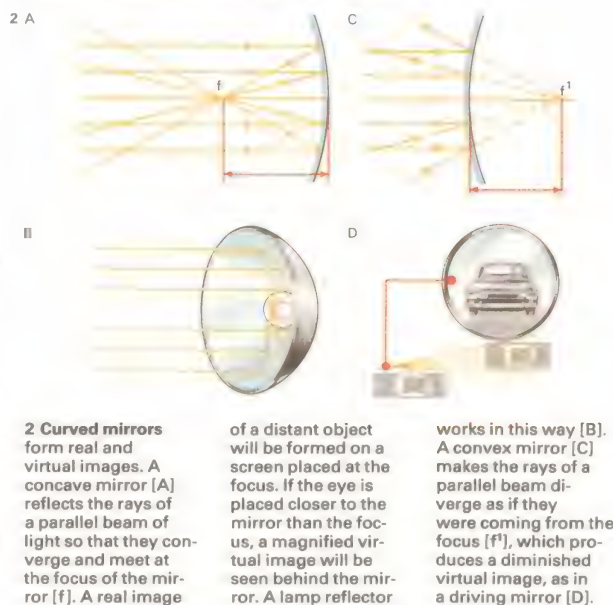 2 A
C
f
f¹
B
D
2 Curved mirrors
form real and
virtual images. A
concave mirror [A]
reflects the rays of
a parallel beam of
light so that they con-
verge and meet at
the focus of the mir-
ror [f]. A real image
of a distant object
will be formed on a
screen placed at the
focus. If the eye is
placed closer to the
mirror than the foc-
us, a magnified vir-
tual image will be
seen behind the mir-
ror. A lamp reflector
works in this way [B].
A convex mirror [C]
makes the rays of a
parallel beam di-
verge as if they
were coming from the
focus [f¹], which pro-
duces a diminished
virtual image, as in
a driving mirror [D].